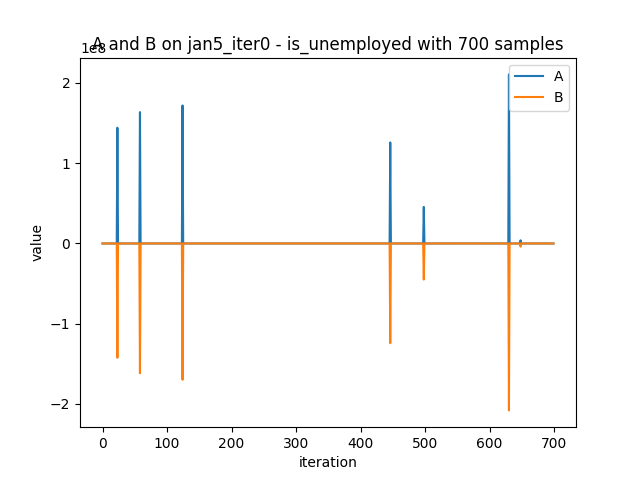 A and B on jan5_iter0 - is_unemployed with 700 samples
1e8
A
B
2
1
0
−1
−2
value
0 100 200 300 400 500 600 700
iteration